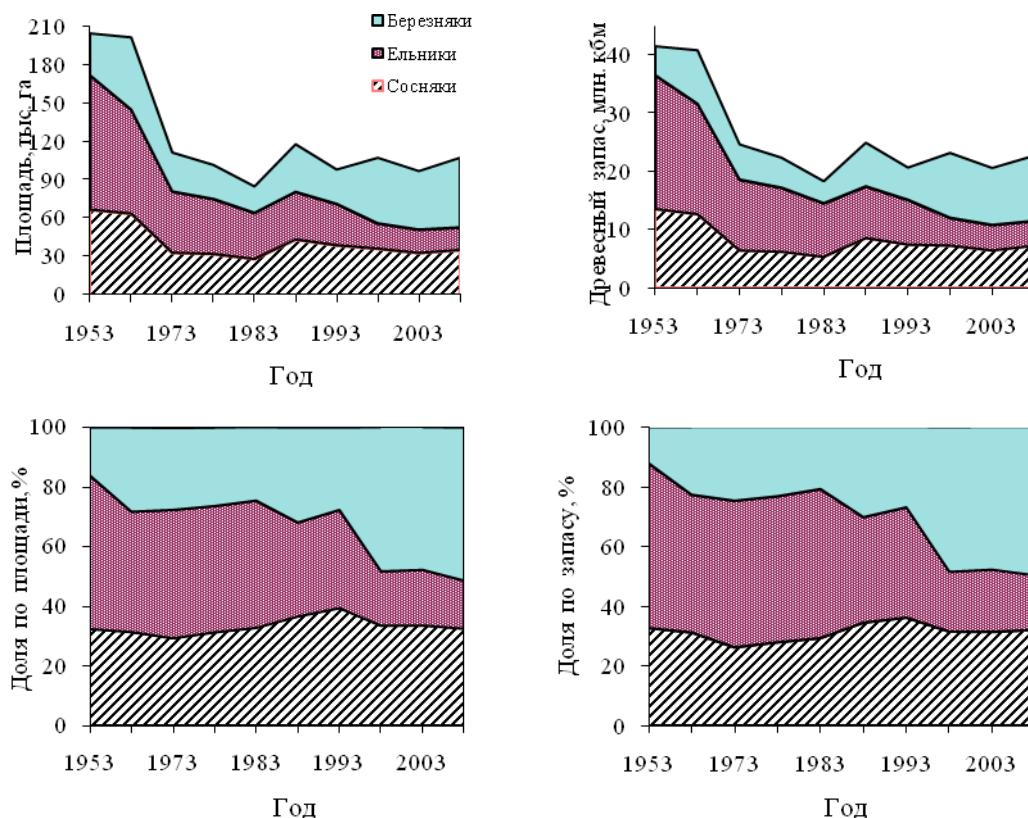 Березняки
Ельники
Сосняки
Площадь, тыс. га
210
180
150
120
90
60
30
0
1953 1973 1983 1993 2003
Год
Древесный запас, млн. кбм
40
30
20
10
0
1953 1973 1983 1993 2003
Год
Доля по площади,%
100
80
60
40
20
0
1953 1973 1983 1993 2003
Год
Доля по запасу,%
100
80
60
40
20
0
1953 1973 1983 1993 2003
Год